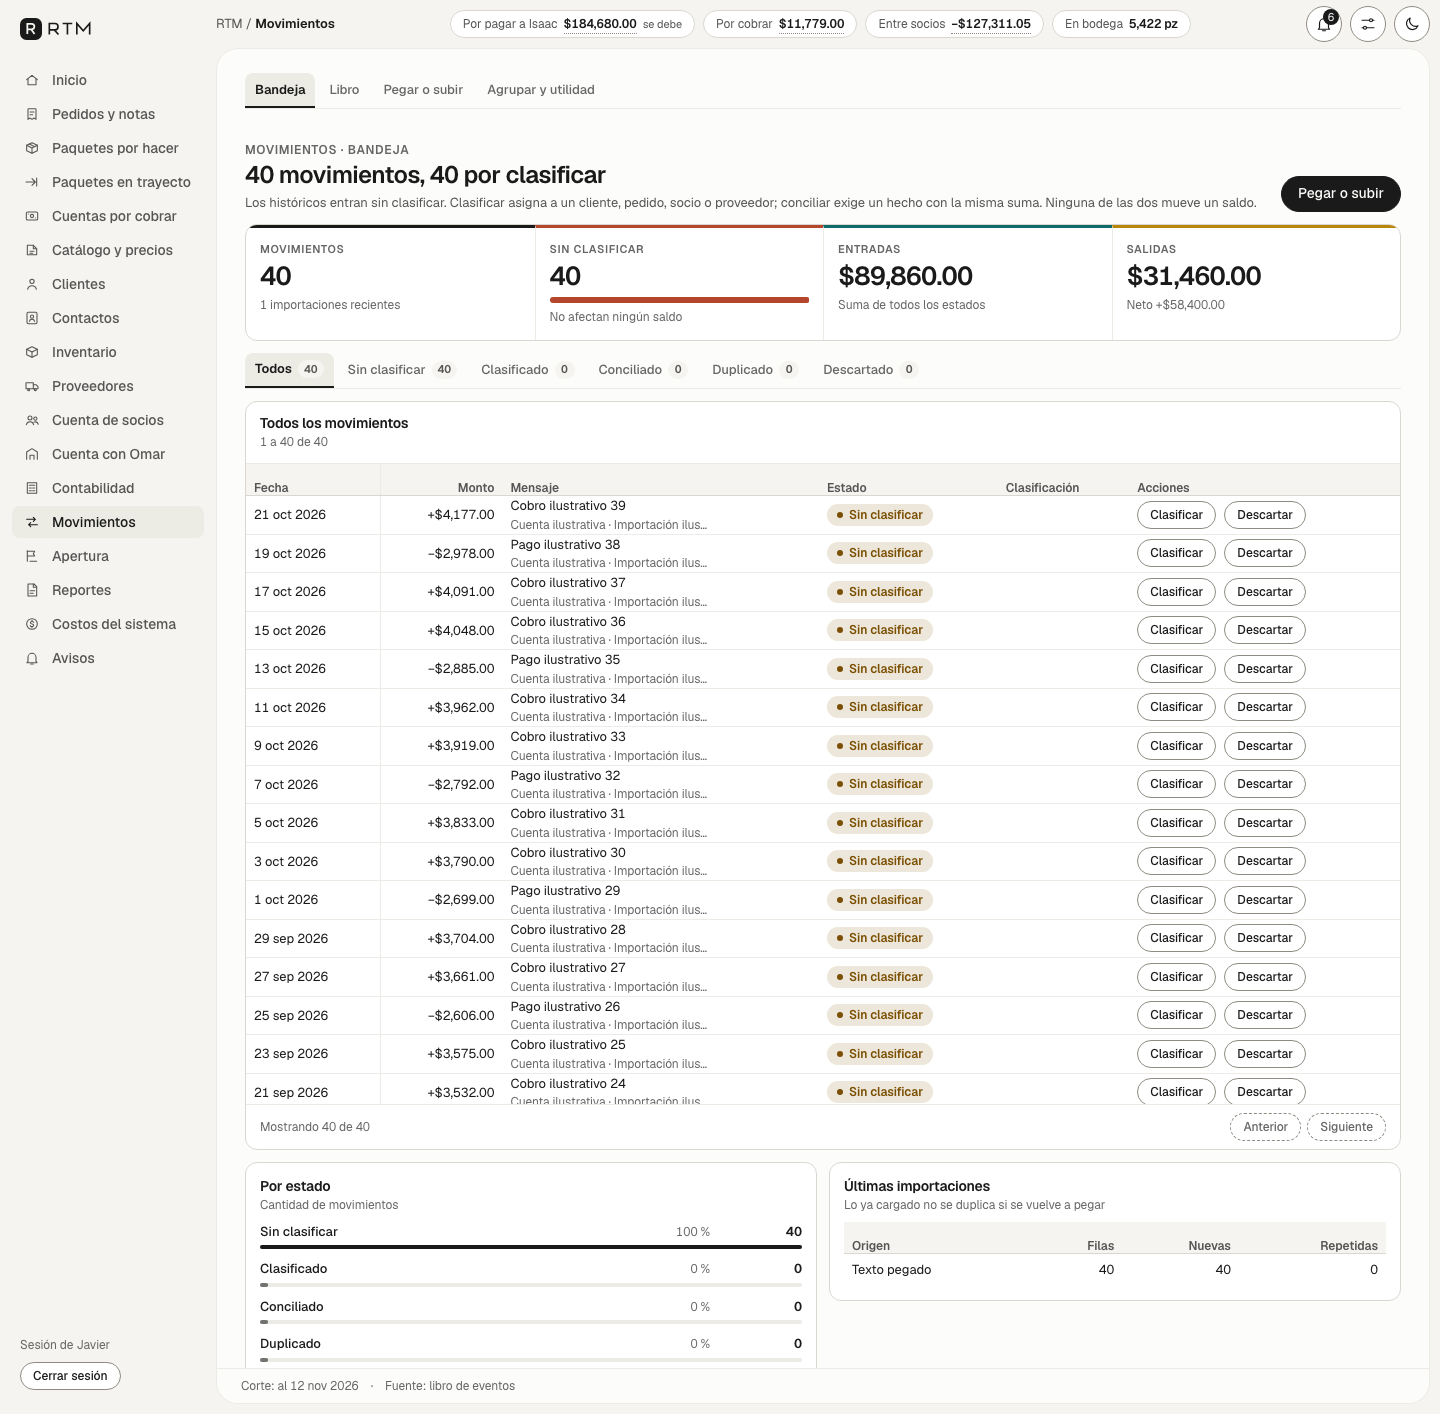 R RTM
RTM / Movimientos
Por pagar a Isaac $184,680.00 se debe
Por cobrar $11,779.00
Entre socios −$127,311.05
En bodega 5,422 pz
6
Inicio
Pedidos y notas
Paquetes por hacer
Paquetes en trayecto
Cuentas por cobrar
Catálogo y precios
Clientes
Contactos
Inventario
Proveedores
Cuenta de socios
Cuenta con Omar
Contabilidad
Movimientos
Apertura
Reportes
Costos del sistema
Avisos
Sesión de Javier
Cerrar sesión
Bandeja Libro Pegar o subir Agrupar y utilidad
MOVIMIENTOS · BANDEJA
40 movimientos, 40 por clasificar
Los históricos entran sin clasificar. Clasificar asigna a un cliente, pedido, socio o proveedor; conciliar exige un hecho con la misma suma. Ninguna de las dos mueve un saldo.
Pegar o subir
MOVIMIENTOS
40
1 importaciones recientes
SIN CLASIFICAR
40
No afectan ningún saldo
ENTRADAS
$89,860.00
Suma de todos los estados
SALIDAS
$31,460.00
Neto +$58,400.00
Todos 40 Sin clasificar 40 Clasificado 0 Conciliado 0 Duplicado 0 Descartado 0
Todos los movimientos
1 a 40 de 40
Fecha Monto Mensaje Estado Clasificación Acciones
21 oct 2026 +$4,177.00 Cobro ilustrativo 39 Sin clasificar Clasificar Descartar
Cuenta ilustrativa · Importación ilus…
19 oct 2026 −$2,978.00 Pago ilustrativo 38 Sin clasificar Clasificar Descartar
Cuenta ilustrativa · Importación ilus…
17 oct 2026 +$4,091.00 Cobro ilustrativo 37 Sin clasificar Clasificar Descartar
Cuenta ilustrativa · Importación ilus…
15 oct 2026 +$4,048.00 Cobro ilustrativo 36 Sin clasificar Clasificar Descartar
Cuenta ilustrativa · Importación ilus…
13 oct 2026 −$2,885.00 Pago ilustrativo 35 Sin clasificar Clasificar Descartar
Cuenta ilustrativa · Importación ilus…
11 oct 2026 +$3,962.00 Cobro ilustrativo 34 Sin clasificar Clasificar Descartar
Cuenta ilustrativa · Importación ilus…
9 oct 2026 +$3,919.00 Cobro ilustrativo 33 Sin clasificar Clasificar Descartar
Cuenta ilustrativa · Importación ilus…
7 oct 2026 −$2,792.00 Pago ilustrativo 32 Sin clasificar Clasificar Descartar
Cuenta ilustrativa · Importación ilus…
5 oct 2026 +$3,833.00 Cobro ilustrativo 31 Sin clasificar Clasificar Descartar
Cuenta ilustrativa · Importación ilus…
3 oct 2026 +$3,790.00 Cobro ilustrativo 30 Sin clasificar Clasificar Descartar
Cuenta ilustrativa · Importación ilus…
1 oct 2026 −$2,699.00 Pago ilustrativo 29 Sin clasificar Clasificar Descartar
Cuenta ilustrativa · Importación ilus…
29 sep 2026 +$3,704.00 Cobro ilustrativo 28 Sin clasificar Clasificar Descartar
Cuenta ilustrativa · Importación ilus…
27 sep 2026 +$3,661.00 Cobro ilustrativo 27 Sin clasificar Clasificar Descartar
Cuenta ilustrativa · Importación ilus…
25 sep 2026 −$2,606.00 Pago ilustrativo 26 Sin clasificar Clasificar Descartar
Cuenta ilustrativa · Importación ilus…
23 sep 2026 +$3,575.00 Cobro ilustrativo 25 Sin clasificar Clasificar Descartar
Cuenta ilustrativa · Importación ilus…
21 sep 2026 +$3,532.00 Cobro ilustrativo 24 Sin clasificar Clasificar Descartar
Cuenta ilustrativa · Importación ilus…
Mostrando 40 de 40 Anterior Siguiente
Por estado
Cantidad de movimientos
Sin clasificar 100 % 40
Clasificado 0 % 0
Conciliado 0 % 0
Duplicado 0 % 0
Últimas importaciones
Lo ya cargado no se duplica si se vuelve a pegar
Origen Filas Nuevas Repetidas
Texto pegado 40 40 0
Corte: al 12 nov 2026 · Fuente: libro de eventos